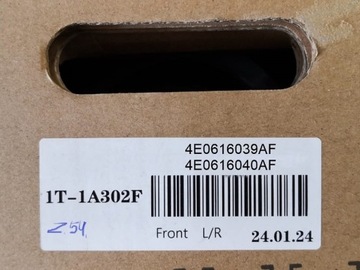 4E0616039AF
4E0616040AF
1T-1A302F
Z54
Front L/R
24.01.24